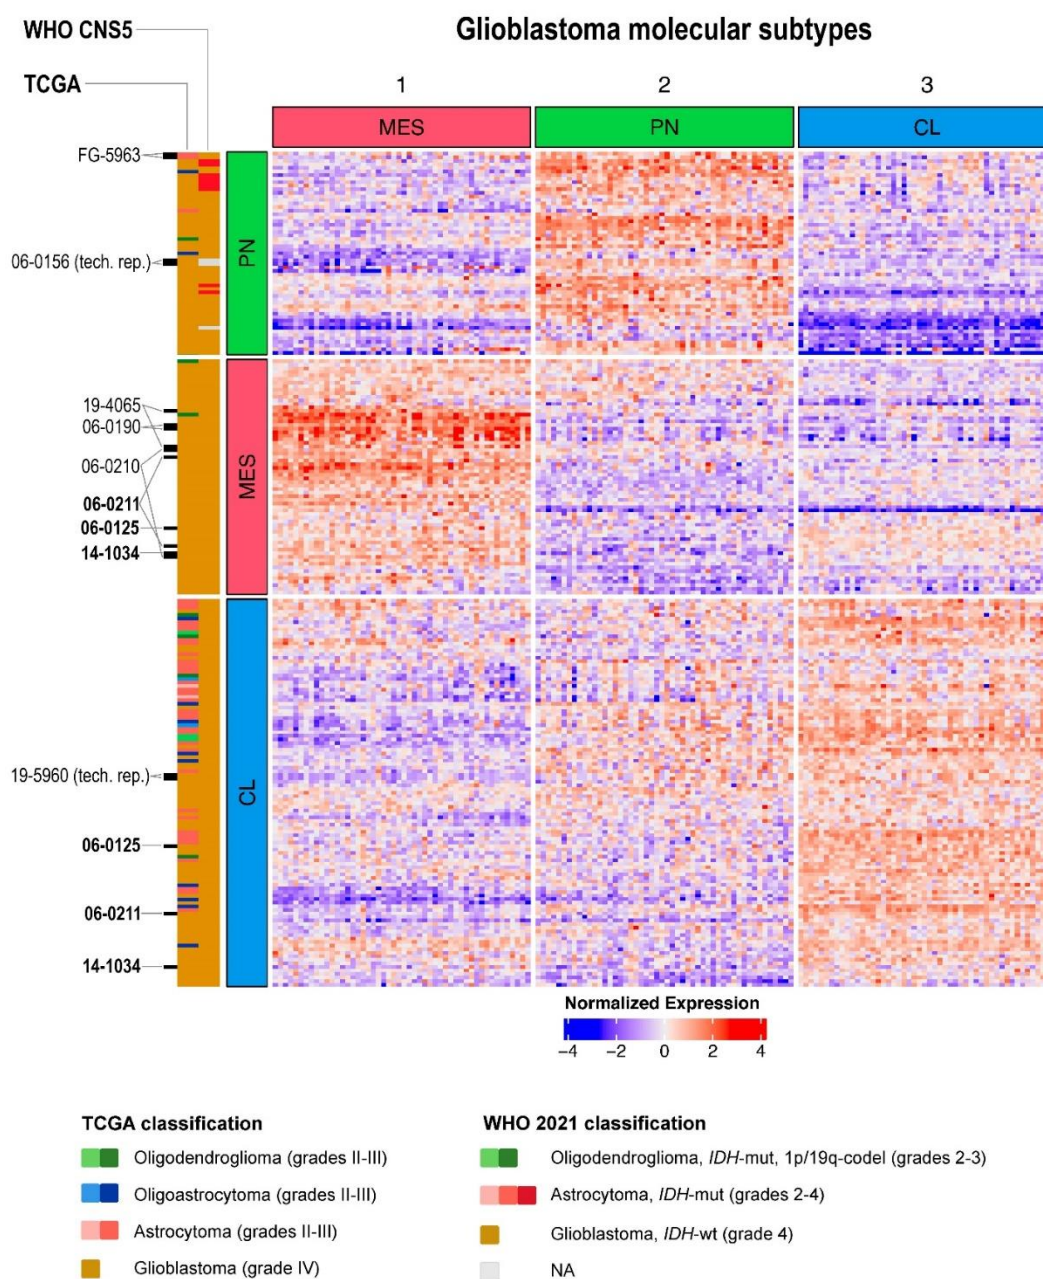 WHO CNS5
Glioblastoma molecular subtypes
TCGA
1 2 3
MES PN CL
FG-5963
06-0156 (tech. rep.)
PN
19-4065
06-0190
06-0210
06-0211
06-0125
14-1034
MES
19-5960 (tech. rep.)
06-0125
06-0211
14-1034
CL
Normalized Expression
−4 −2 0 2 4
TCGA classification
Oligodendroglioma (grades II-III)
Oligoastrocytoma (grades II-III)
Astrocytoma (grades II-III)
Glioblastoma (grade IV)
WHO 2021 classification
Oligodendroglioma, IDH-mut, 1p/19q-codel (grades 2-3)
Astrocytoma, IDH-mut (grades 2-4)
Glioblastoma, IDH-wt (grade 4)
NA